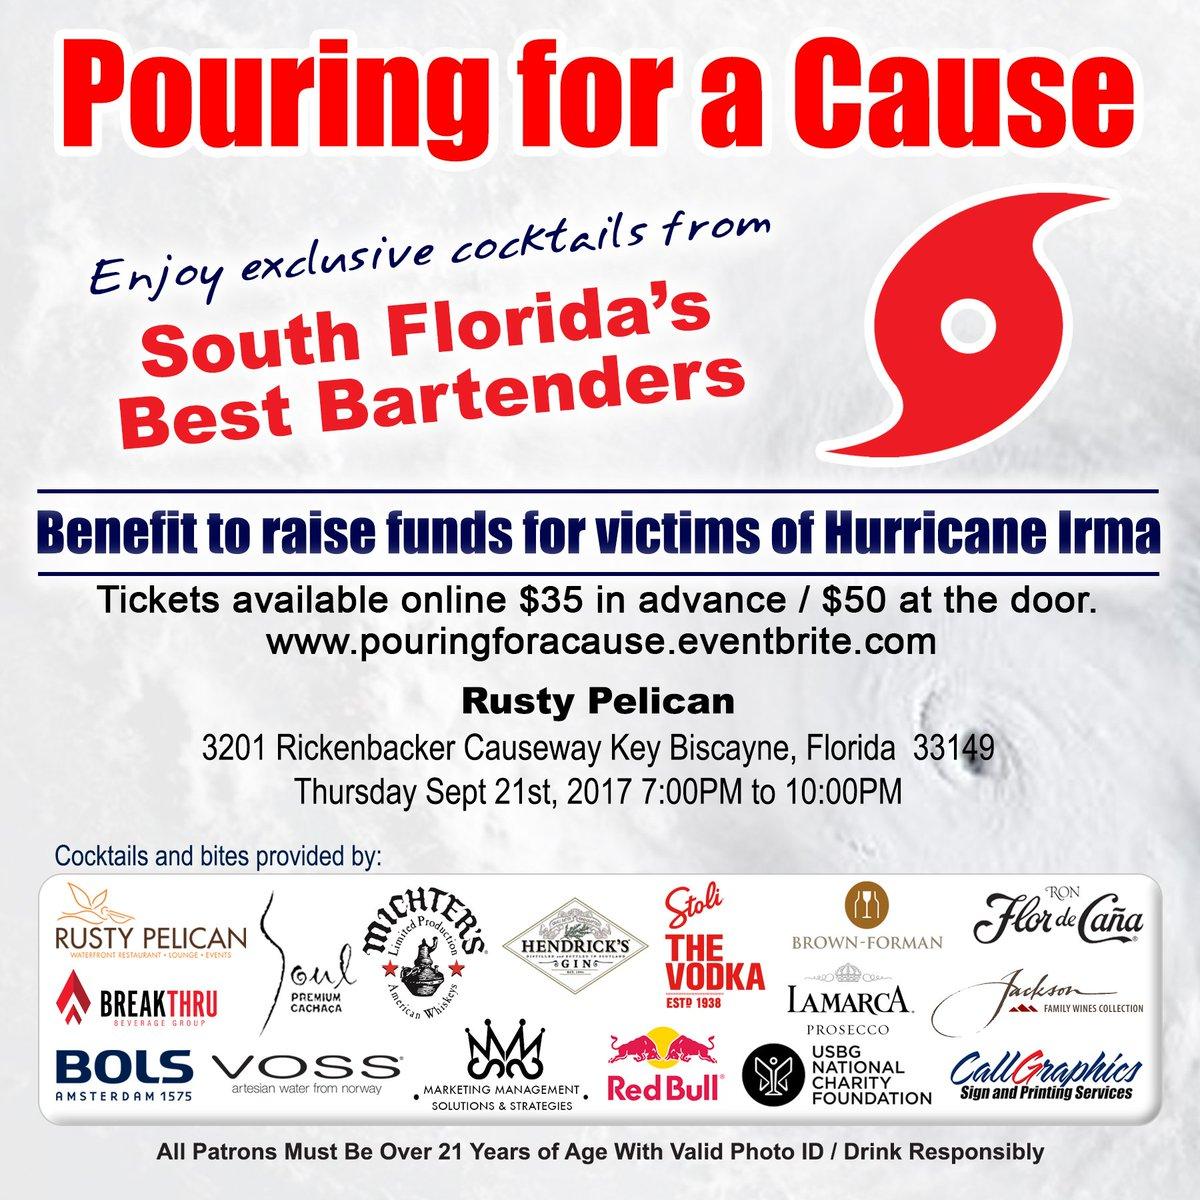 Pouring for a Cause
Enjoy exclusive cocktails from
South Florida's
Best Bartenders
Benefit to raise funds for victims of Hurricane Irma
Tickets available online $35 in advance / $50 at the door.
www.pouringforacause.eventbrite.com
Rusty Pelican
3201 Rickenbacker Causeway Key Biscayne, Florida 33149
Thursday Sept 21st, 2017 7:00PM to 10:00PM
Cocktails and bites provided by:
RUSTY PELICAN
WATERFRONT RESTAURANT • LOUNGE • EVENTS
Soul
PREMIUM
CACHAÇA
MICHTER'S
Limited Production
American Whiskeys
HENDRICK'S
DISTILLED AND BOTTLED IN SCOTLAND
GIN
Stoli
THE
VODKA
ESTD 1938
BROWN-FORMAN
RON
Flor de Caña
BREAKTHRU
BEVERAGE GROUP
LAMARCA
PROSECCO
Jackson
FAMILY WINES COLLECTION
BOLS
AMSTERDAM 1575
VOSS
artesian water from norway
MARKETING MANAGEMENT
SOLUTIONS & STRATEGIES
Red Bull
USBG
NATIONAL
CHARITY
FOUNDATION
CallGraphics
Sign and Printing Services
All Patrons Must Be Over 21 Years of Age With Valid Photo ID / Drink Responsibly